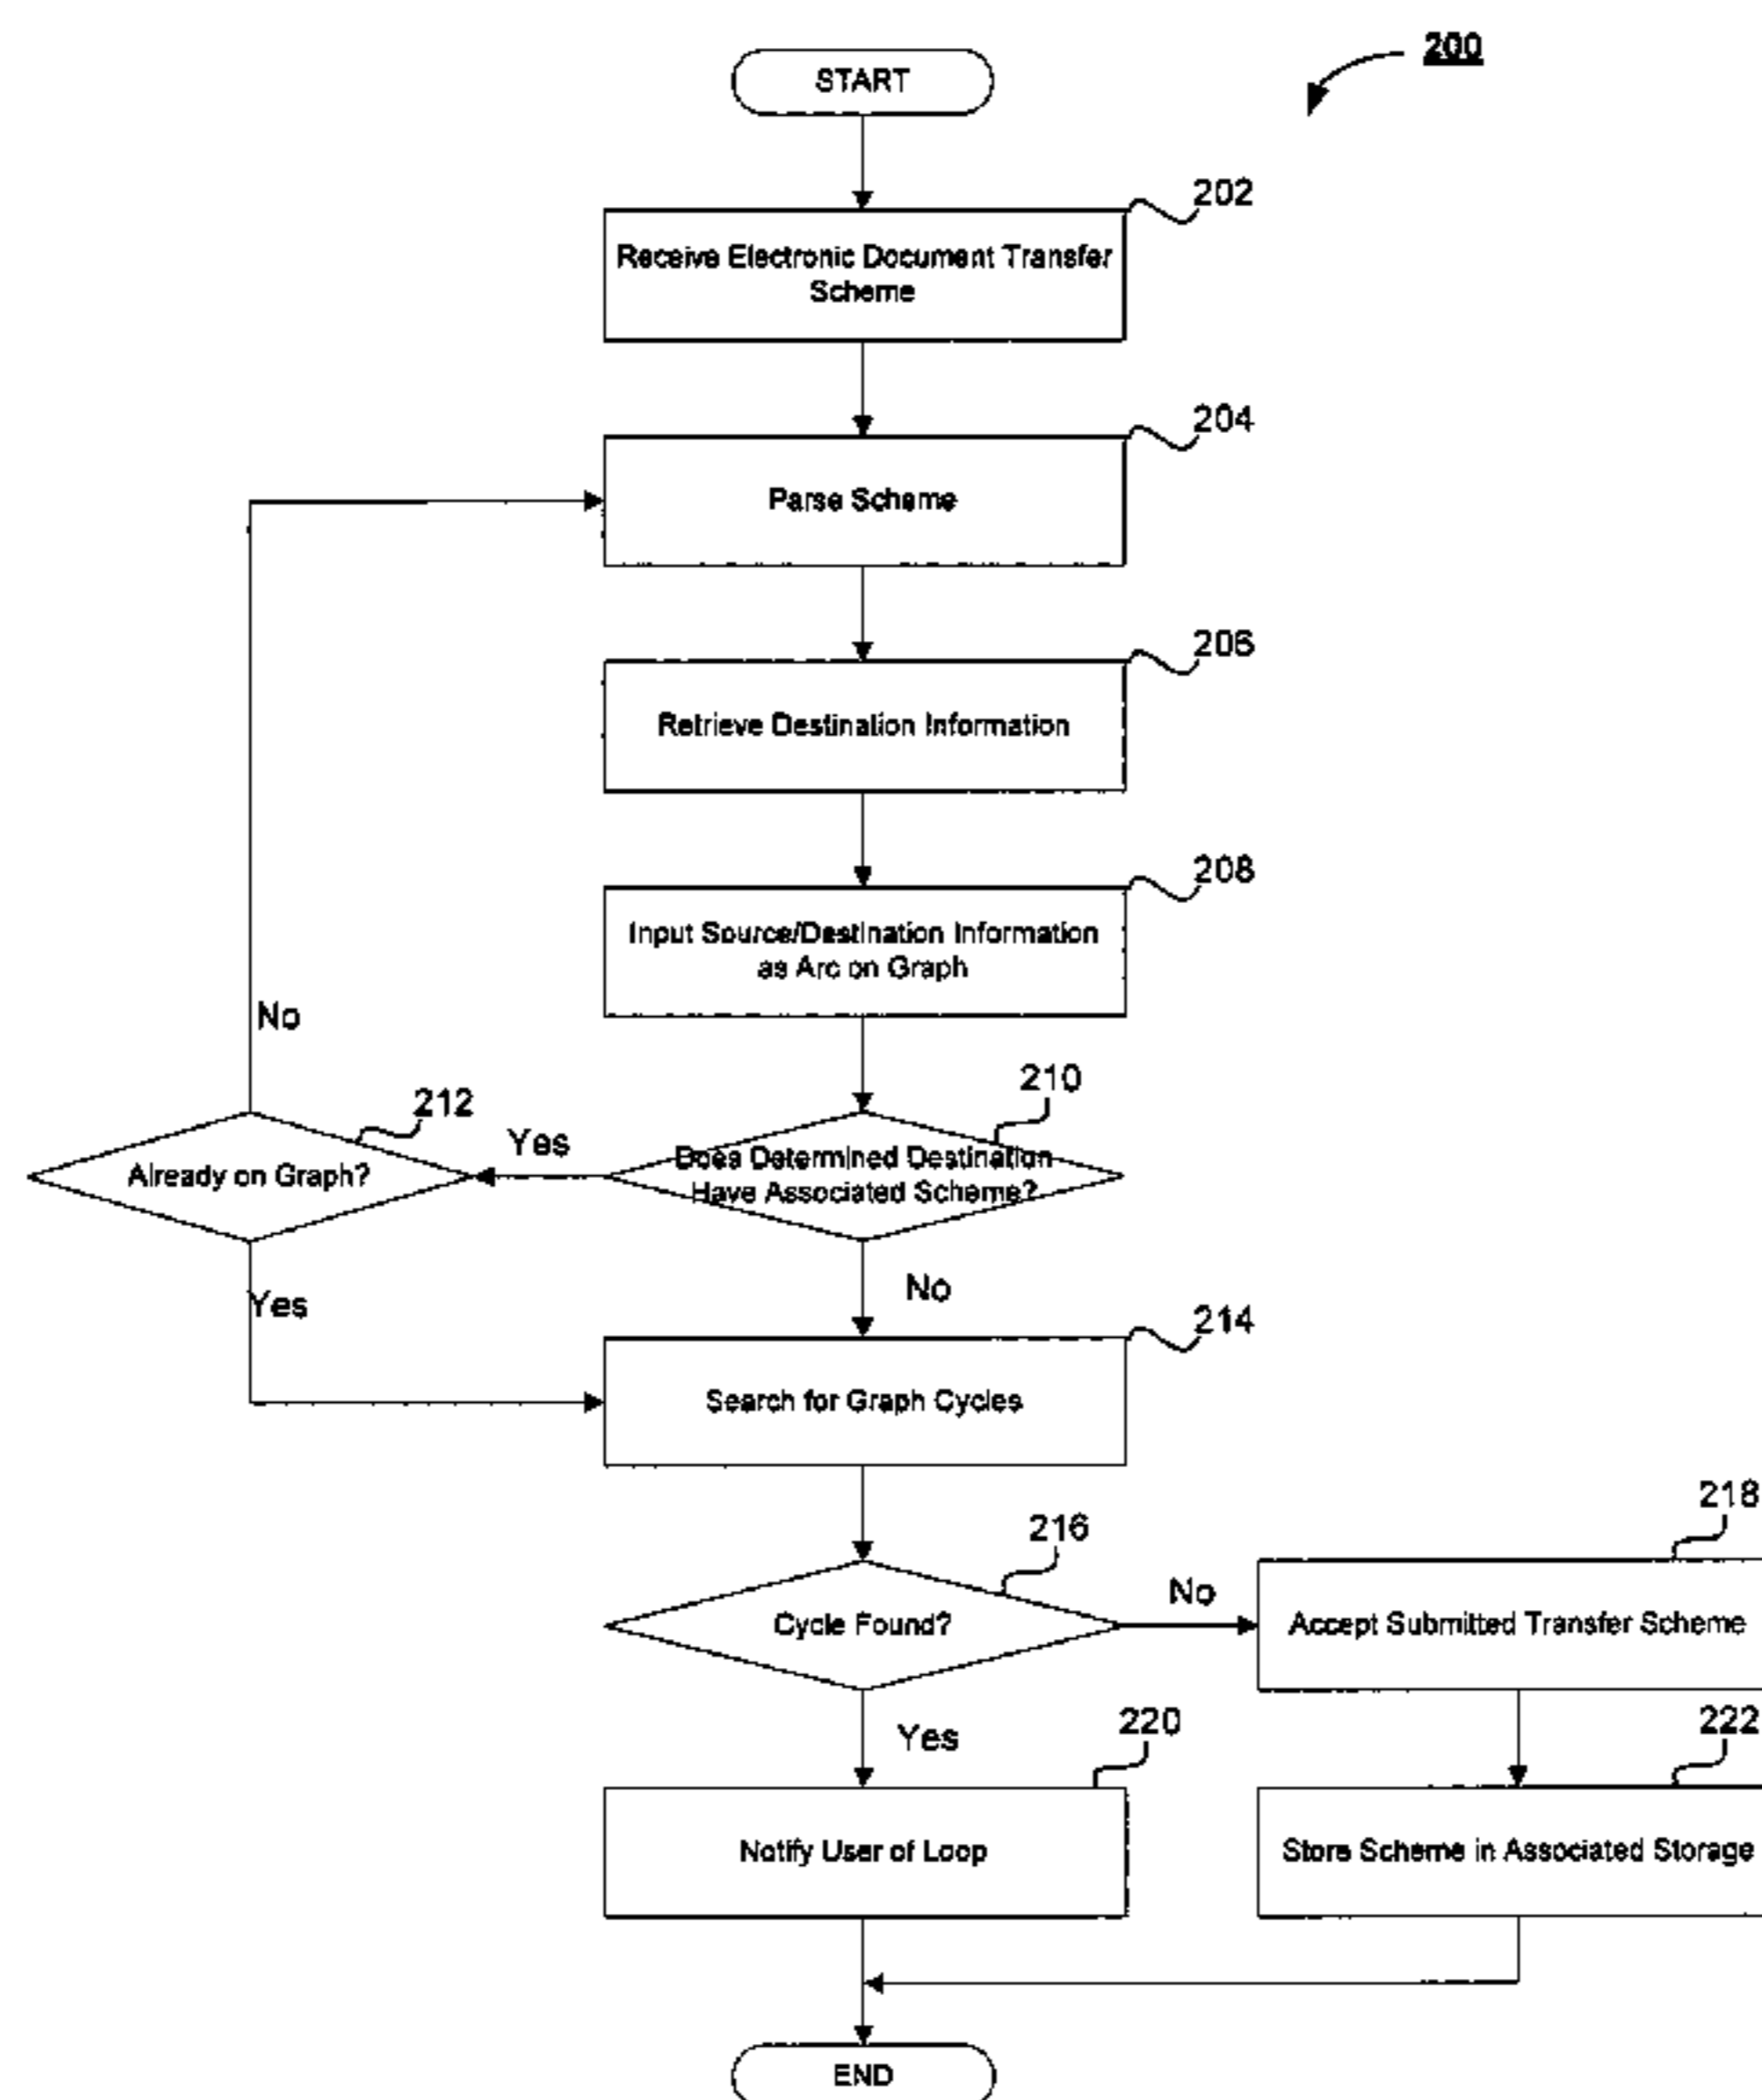 200
START
202
Receive Electronic Document Transfer
Scheme
204
Parse Scheme
206
Retrieve Destination Information
208
Input Source/Destination Information
as Arc on Graph
No
210
212
Yes
Already on Graph?
Does Determined Destination
Have Associated Scheme?
No
Yes
214
Search for Graph Cycles
218
216
No
Cycle Found?
Accept Submitted Transfer Scheme
220
222
Yes
Notify User of Loop
Store Scheme in Associated Storage
END